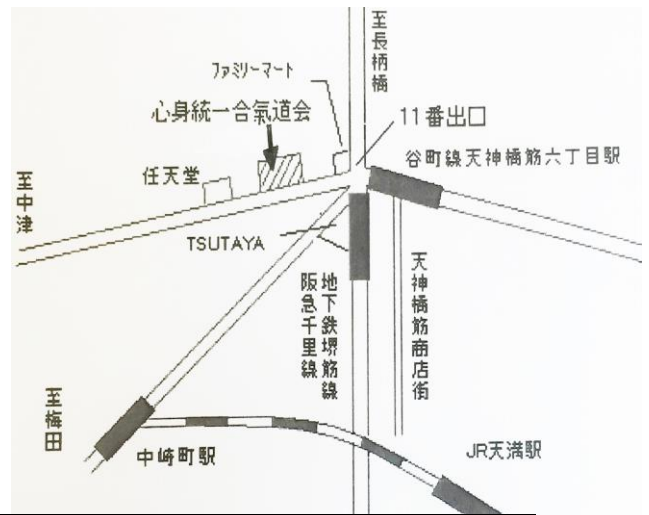 至長柄橋
ファミリーマート
心身統一合氣道会
11番出口
谷町線天神橋筋六丁目駅
任天堂
至中津
TSUTAYA
地下鉄堺筋線
阪急千里線
天神橋筋商店街
至梅田
中崎町駅
JR天満駅